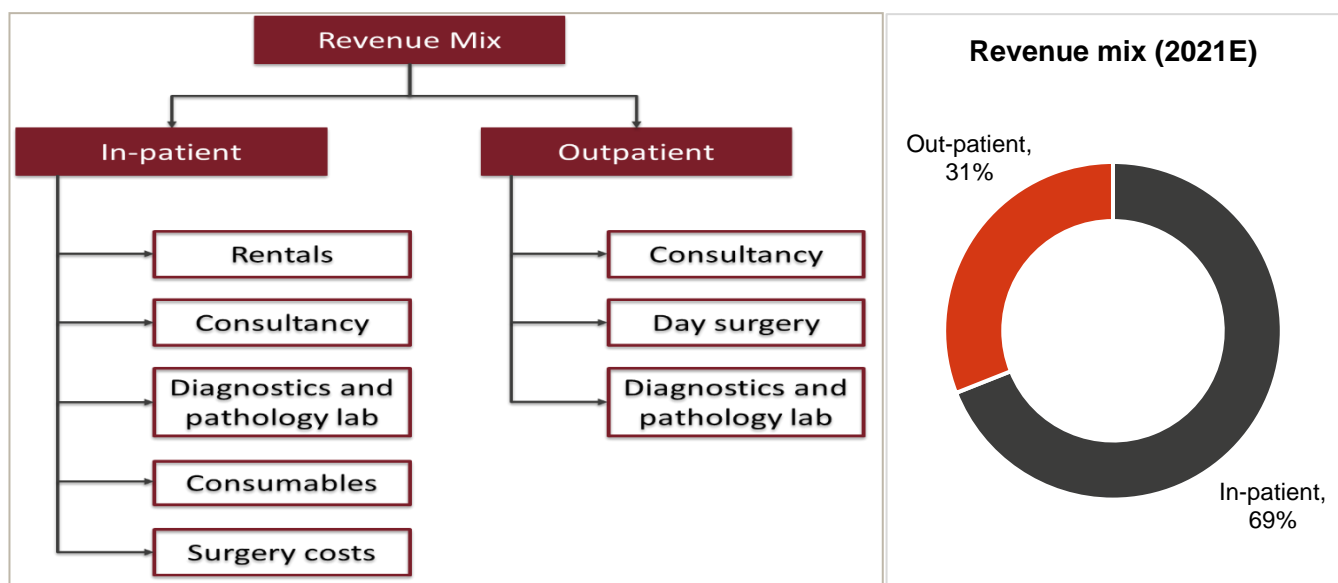 Revenue Mix
In-patient
Rentals
Consultancy
Diagnostics and
pathology lab
Consumables
Surgery costs
Outpatient
Consultancy
Day surgery
Diagnostics and
pathology lab
Revenue mix (2021E)
Out-patient,
31%
In-patient,
69%